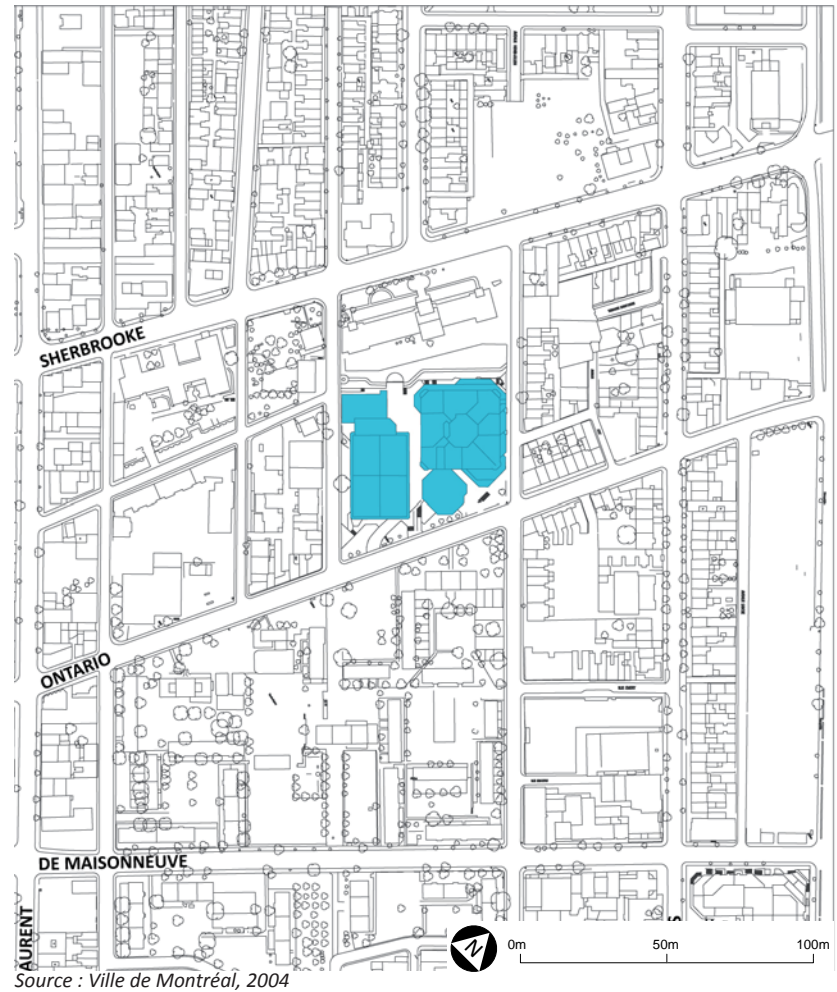 SHERBROOKE
ONTARIO
DE MAISONNEUVE
AURENT
S
N
0m 50m 100m
Source : Ville de Montréal, 2004